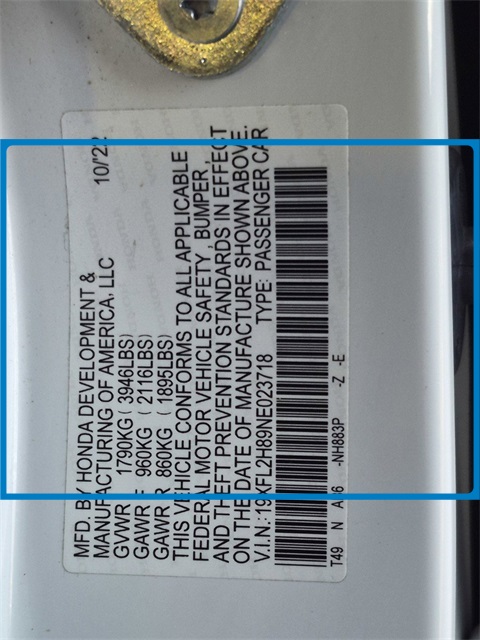 MFD. BY HONDA DEVELOPMENT & 10/22
MANUFACTURING OF AMERICA, LLC
GVWR 1790KG ( 3946LBS)
GAWR F 960KG ( 2116LBS)
GAWR R 860KG ( 1895LBS)
THIS VEHICLE CONFORMS TO ALL APPLICABLE
FEDERAL MOTOR VEHICLE SAFETY, BUMPER,
AND THEFT PREVENTION STANDARDS IN EFFECT
ON THE DATE OF MANUFACTURE SHOWN ABOVE.
V.I.N.: 19XFL2H89NE023718 TYPE: PASSENGER CAR
T49 N -NH883P -Z -E